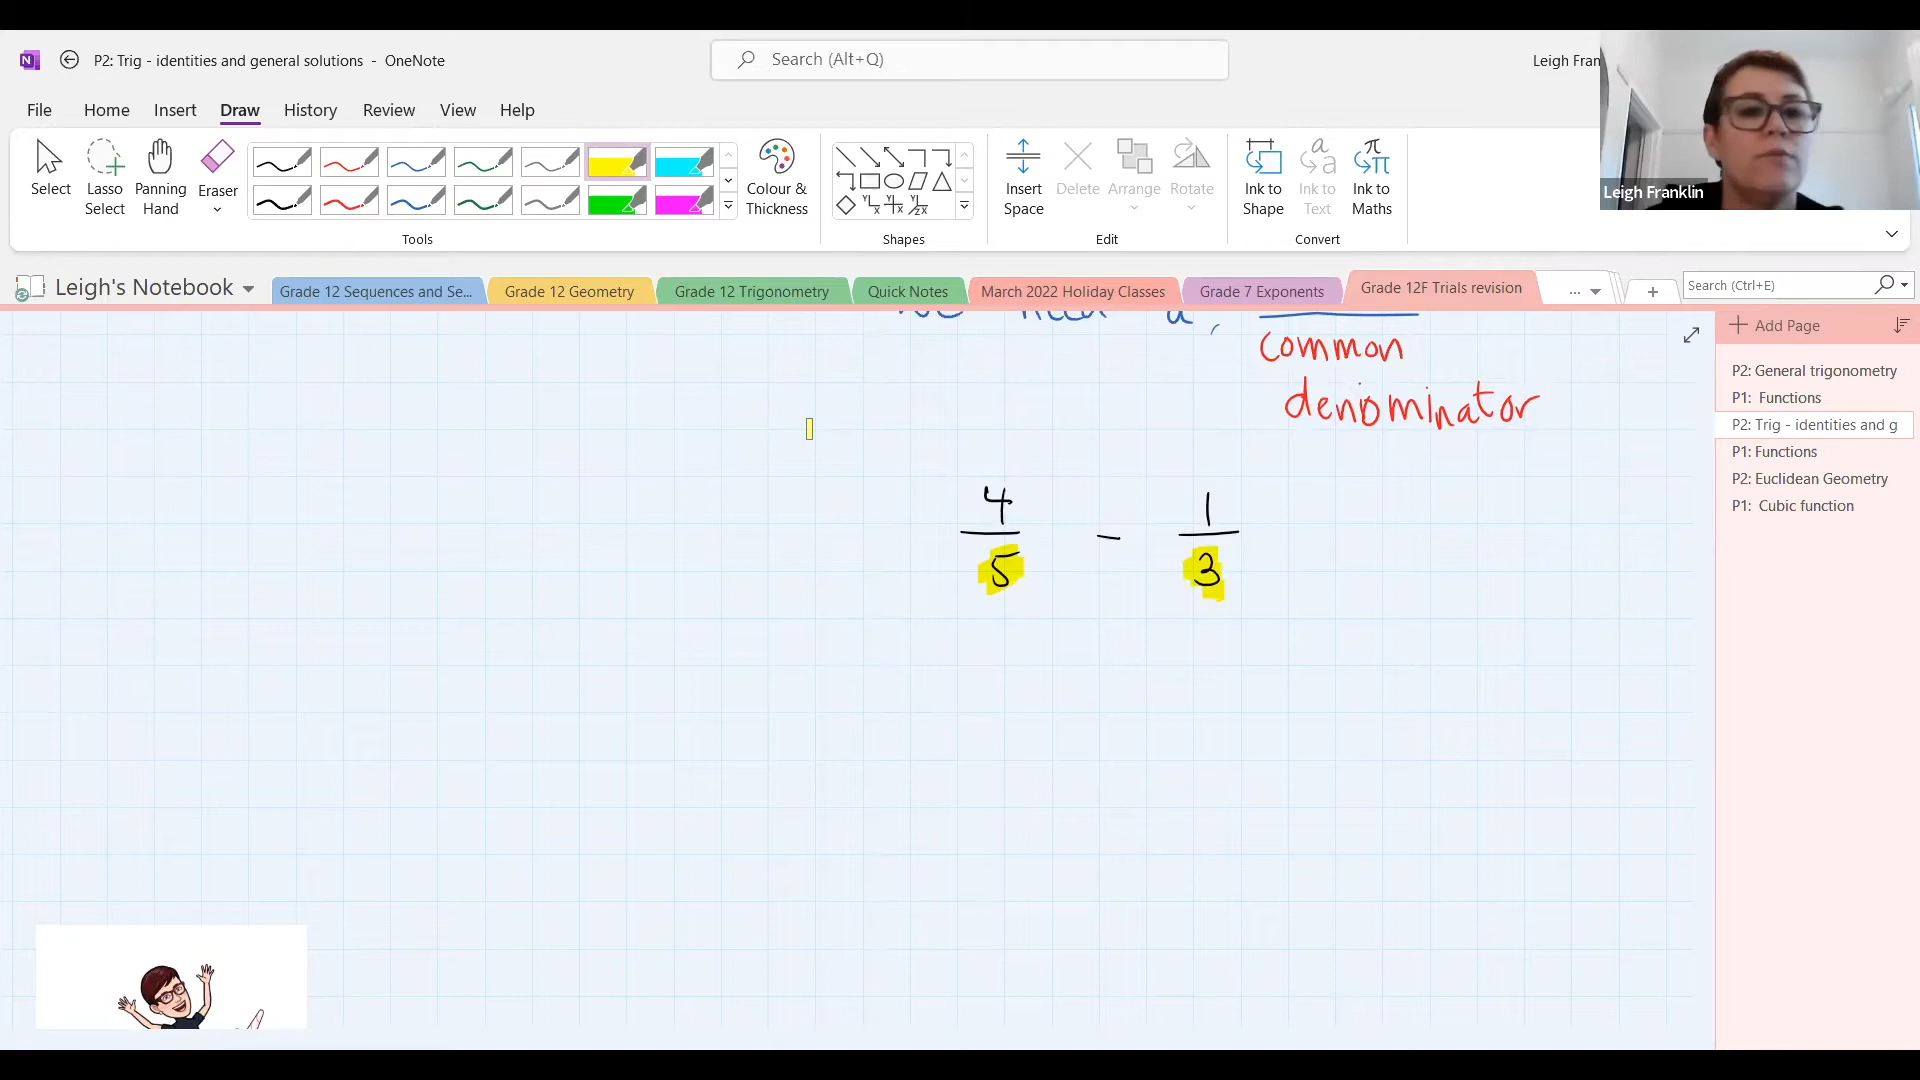 P2: Trig - identities and general solutions - OneNote
Search (Alt+Q)
Leigh Fran
File Home Insert Draw History Review View Help
Select
Lasso Select
Panning Hand
Eraser
Colour & Thickness
Insert Space
Delete
Arrange
Rotate
Ink to Shape
Ink to Text
Ink to Maths
Leigh Franklin
Tools Shapes Edit Convert
Leigh's Notebook
Grade 12 Sequences and Se...
Grade 12 Geometry
Grade 12 Trigonometry
Quick Notes
March 2022 Holiday Classes
Grade 7 Exponents
Grade 12F Trials revision
...
Search (Ctrl+E)
Add Page
P2: General trigonometry
P1: Functions
P2: Trig - identities and g
P1: Functions
P2: Euclidean Geometry
P1: Cubic function
need a
common
denominator
4/5 - 1/3